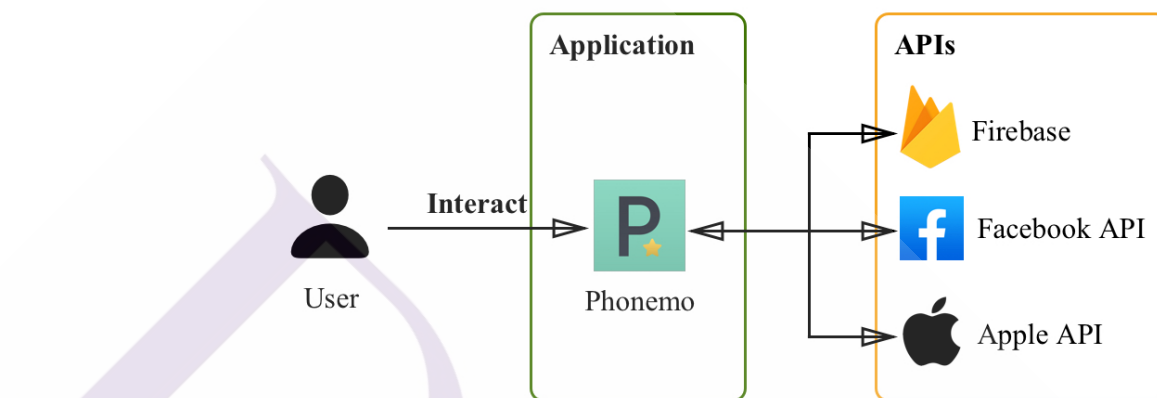 Application
APIs
Firebase
Interact
P
Facebook API
User
Phonemo
Apple API